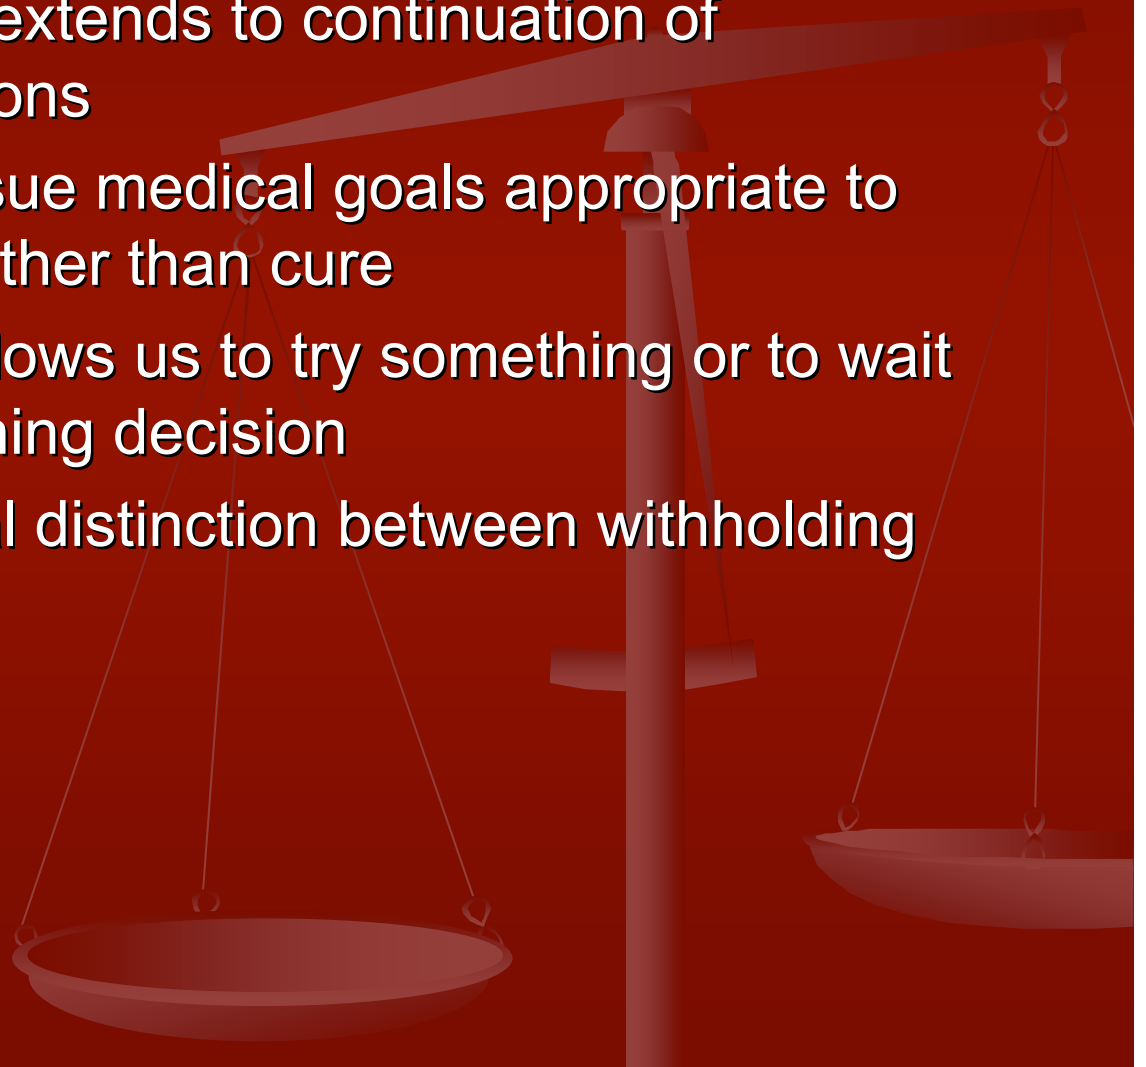 extends to continuation of
ons
sue medical goals appropriate to
ther than cure
lows us to try something or to wait
ning decision
l distinction between withholding